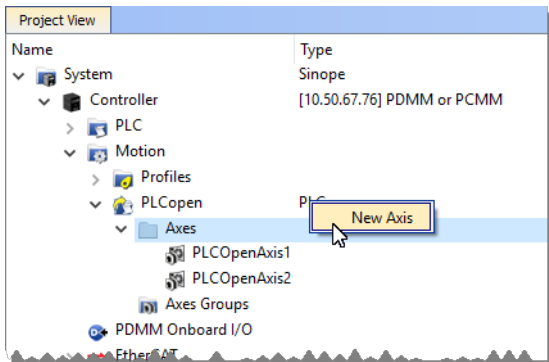 Project View
Name Type
System Sinope
Controller [10.50.67.76] PDMM or PCMM
PLC
Motion
Profiles
PLCopen
New Axis
Axes
PLCOpenAxis1
PLCOpenAxis2
Axes Groups
PDMM Onboard I/O
EtherCAT